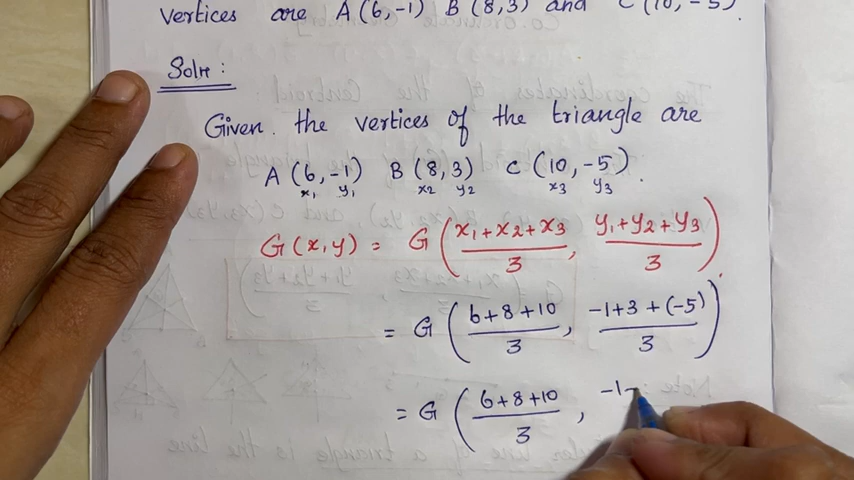 vertices are A(6,-1) B(8,3) and C(10,-5).
Soln:
Given. the vertices of the triangle are
A(6,-1) B(8,3) C(10,-5).
x₁ y₁ x₂ y₂ x₃ y₃
G(x,y) = G((x₁+x₂+x₃)/3, (y₁+y₂+y₃)/3).
= G((6+8+10)/3, (-1+3+(-5))/3)
= G((6+8+10)/3, -1-